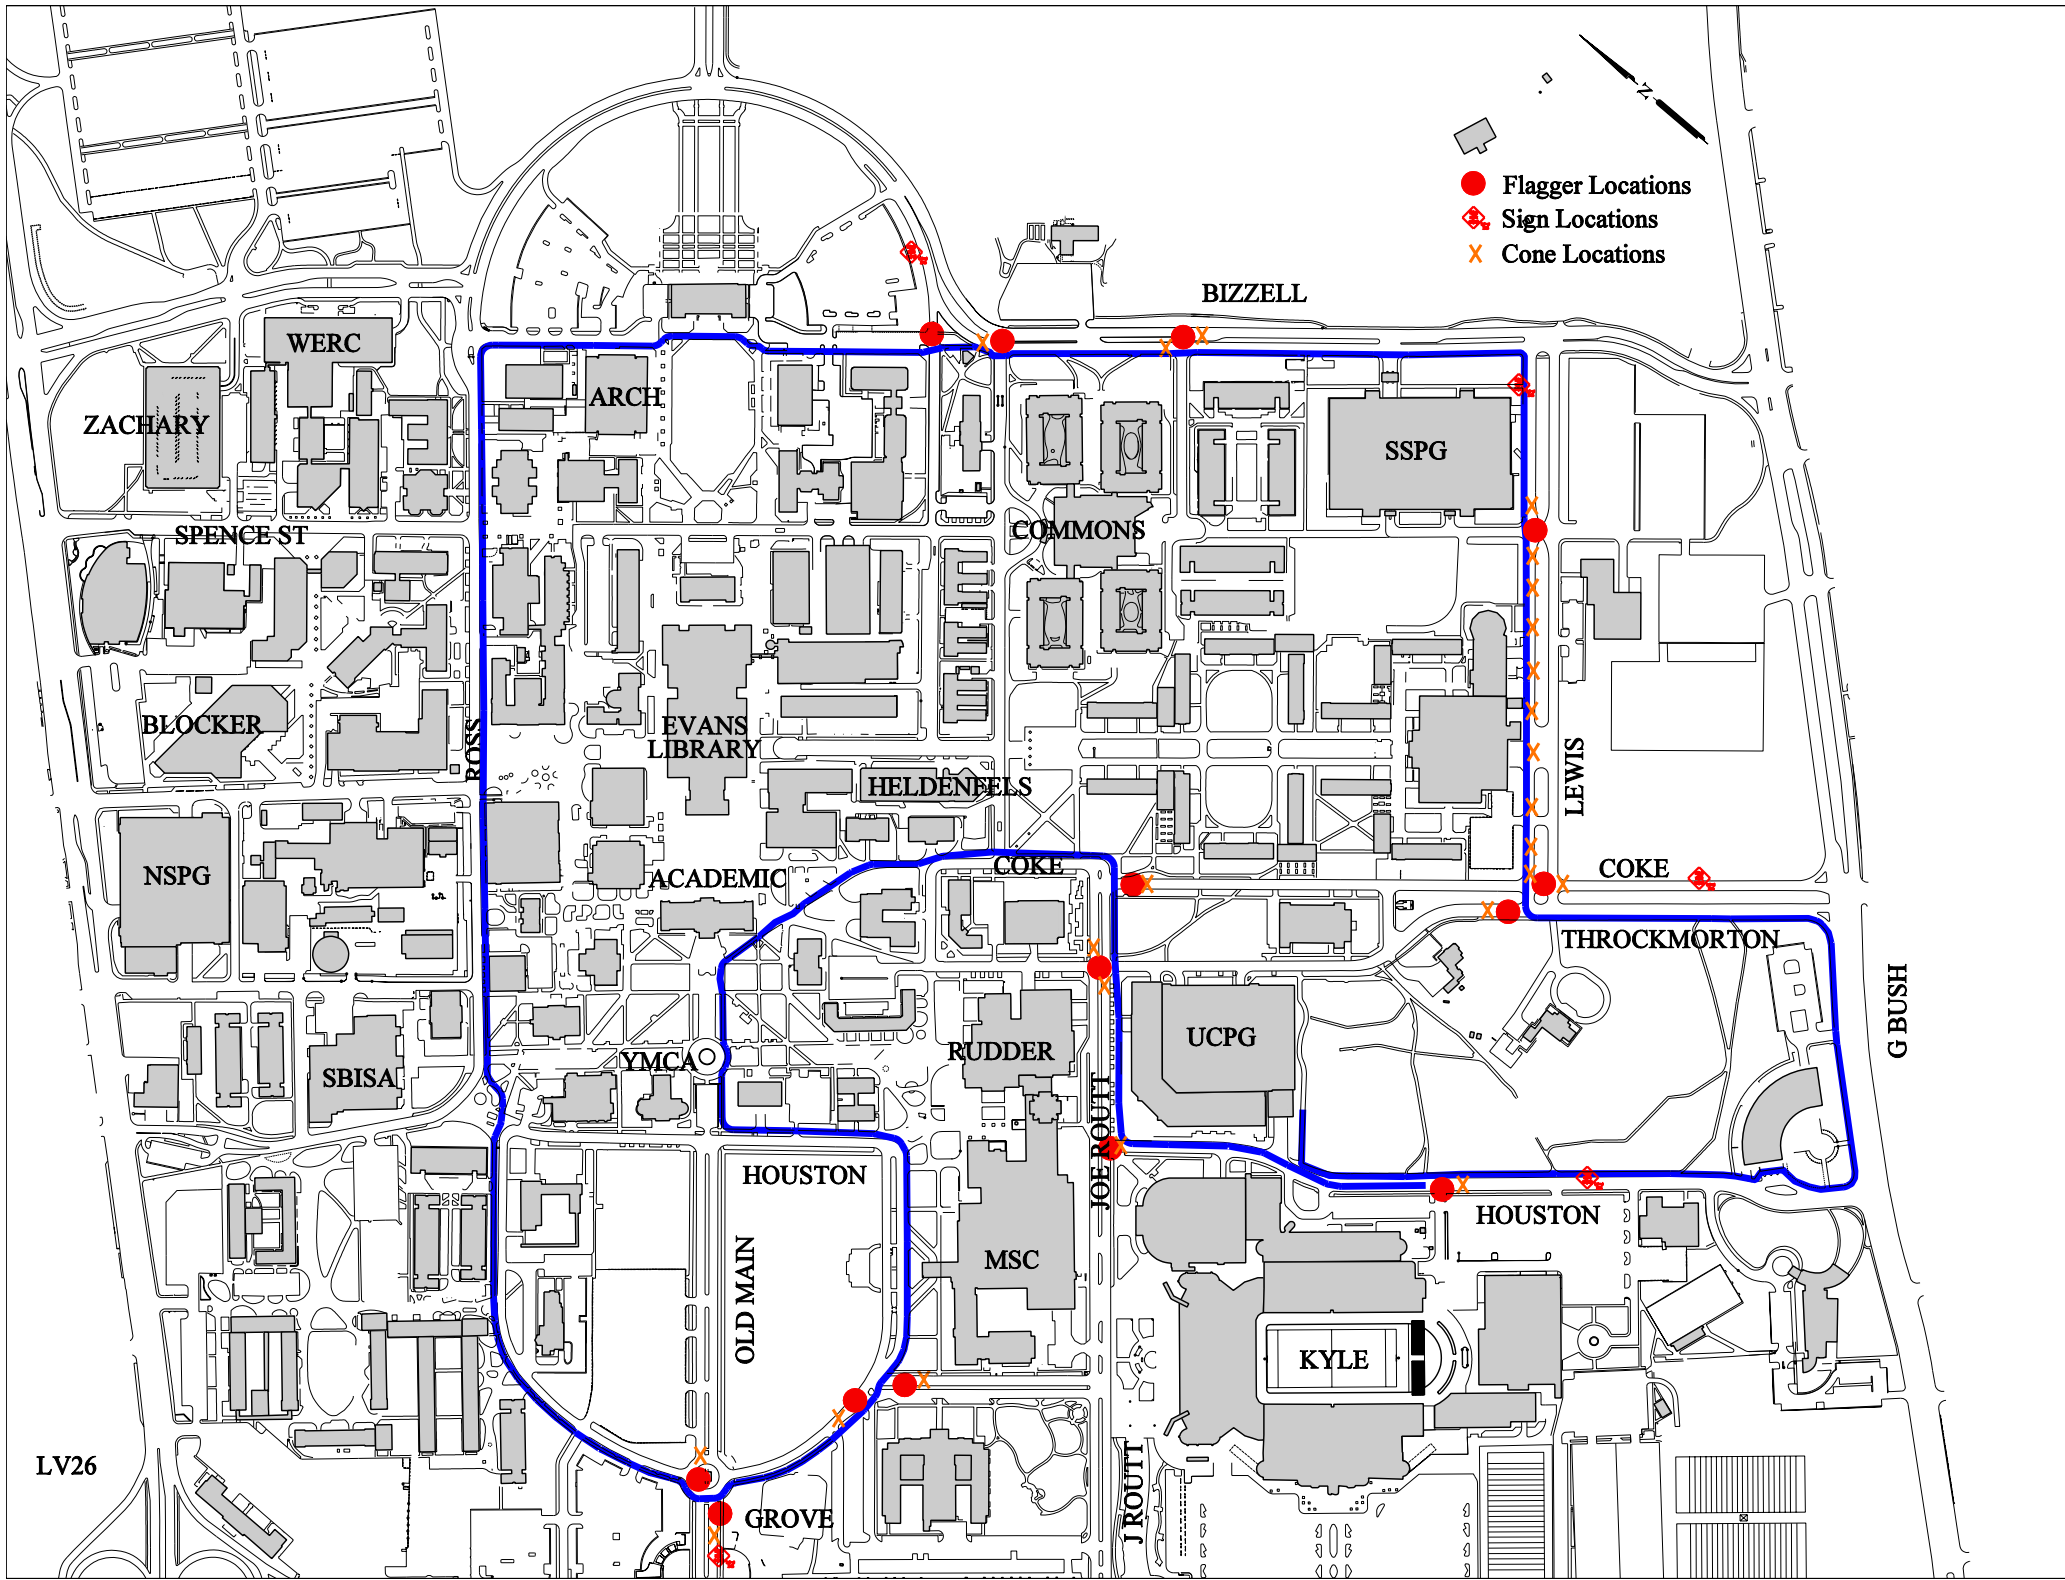 N
Flagger Locations
Sign Locations
Cone Locations
BIZZELL
WERC
ARCH
ZACHARY
SSPG
SPENCE ST
COMMONS
BLOCKER
ROSS
EVANS
LIBRARY
LEWIS
HELDENFELS
NSPG
ACADEMIC
COKE
COKE
THROCKMORTON
G BUSH
UCPG
RUDDER
YMCA
SBISA
JOE ROUTT
HOUSTON
HOUSTON
OLD MAIN
MSC
KYLE
LV26
J ROUTT
GROVE